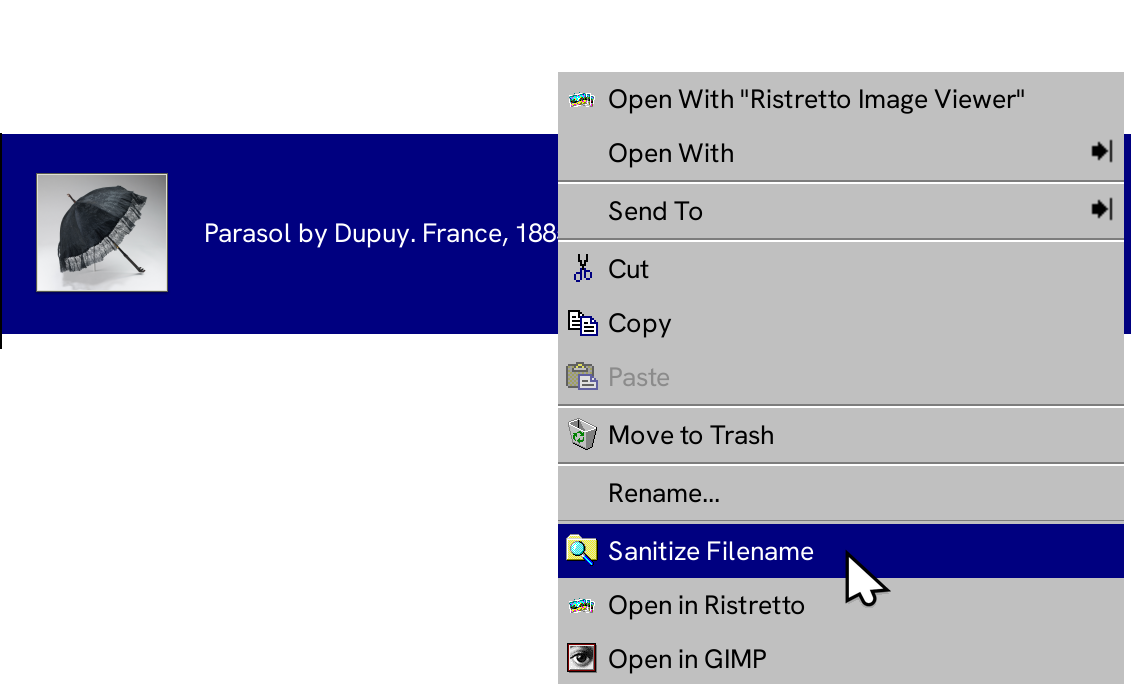 Open With "Ristretto Image Viewer"
Open With
Send To
Parasol by Dupuy. France, 188
Cut
Copy
Paste
Move to Trash
Rename...
Sanitize Filename
Open in Ristretto
Open in GIMP